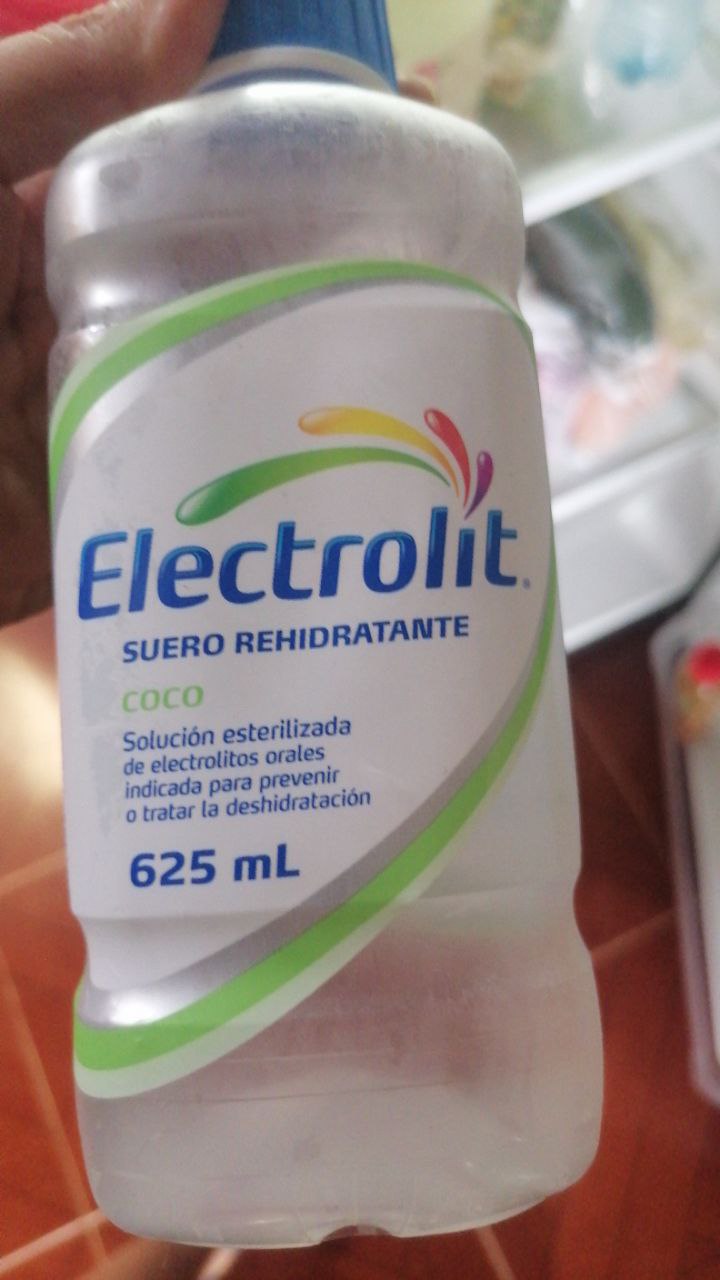 Electrolit
SUERO REHIDRATANTE
COCO
Solución esterilizada
de electrolitos orales
indicada para prevenir
o tratar la deshidratación
625 mL